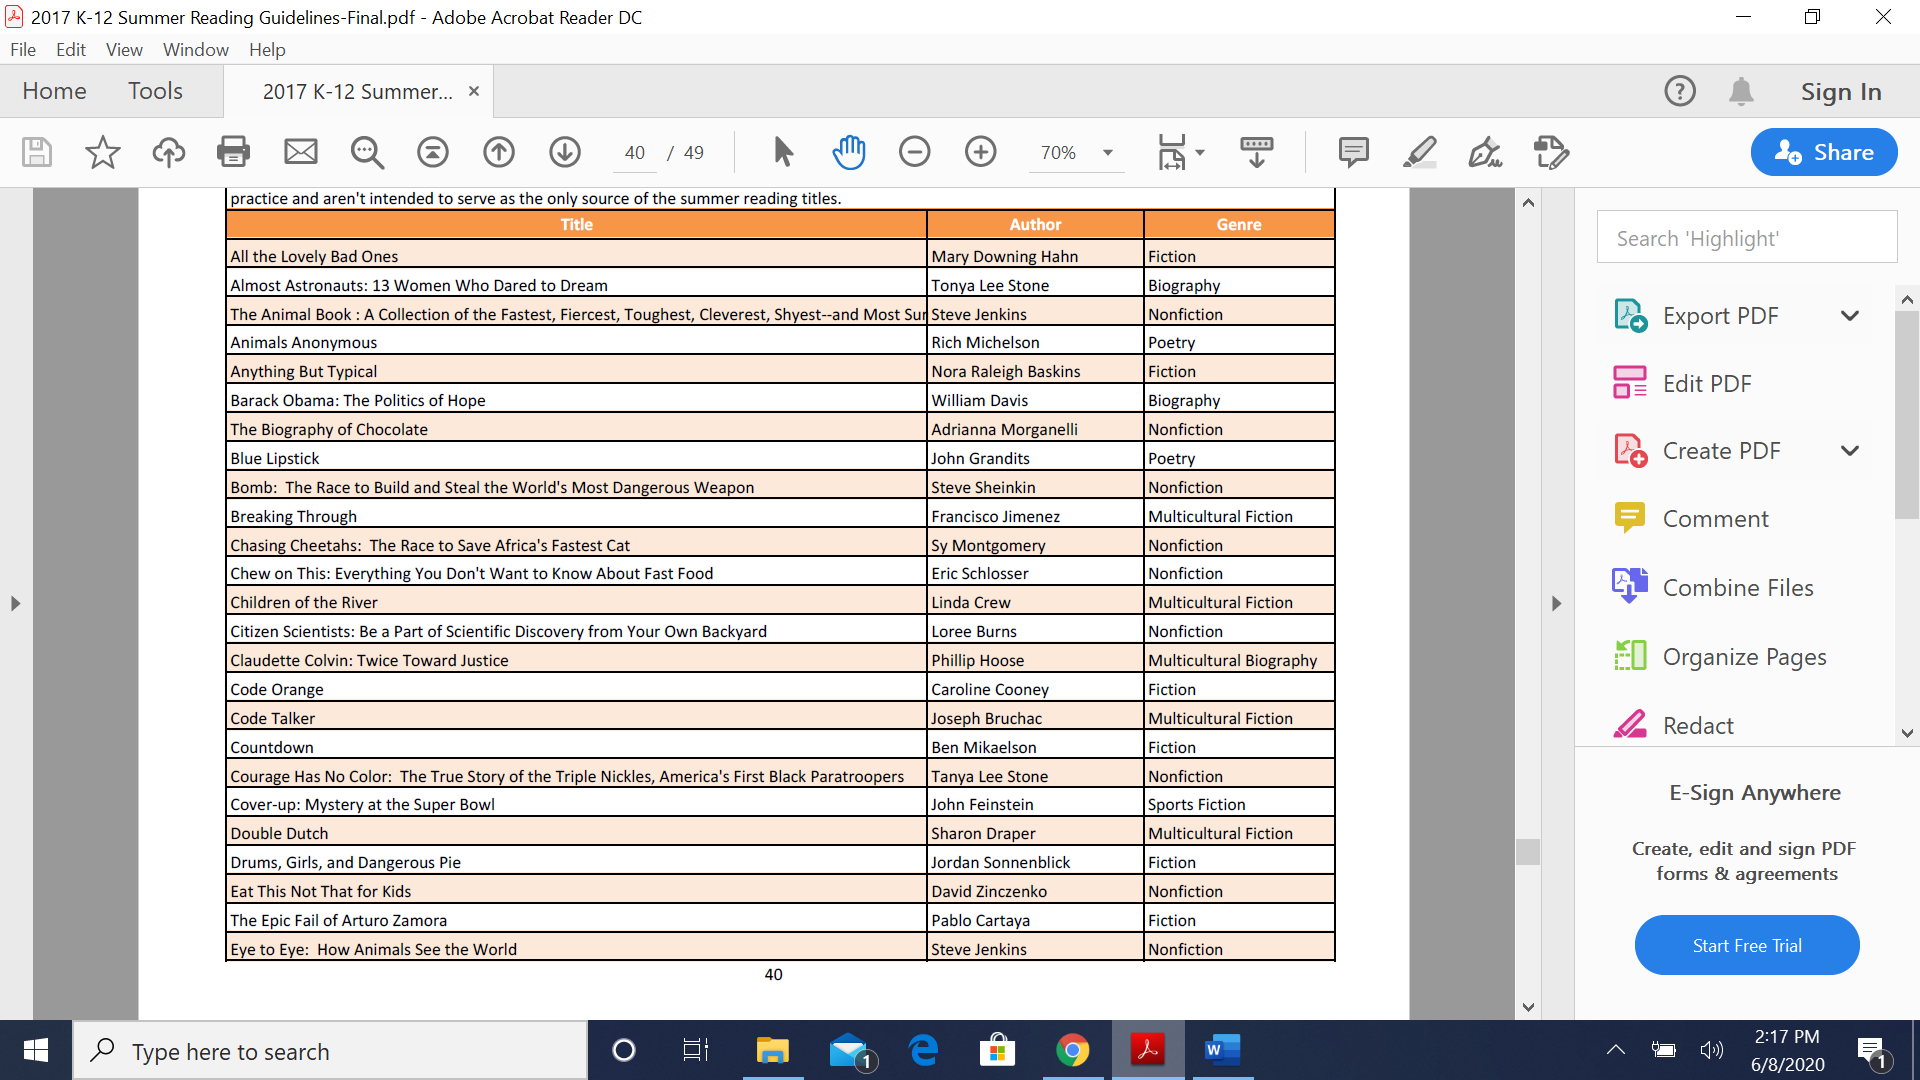 2017 K-12 Summer Reading Guidelines-Final.pdf - Adobe Acrobat Reader DC
File Edit View Window Help
Home Tools 2017 K-12 Summer... × ? Sign In
40 / 49 70% Share
practice and aren't intended to serve as the only source of the summer reading titles.
Title Author Genre
All the Lovely Bad Ones Mary Downing Hahn Fiction
Almost Astronauts: 13 Women Who Dared to Dream Tonya Lee Stone Biography
The Animal Book : A Collection of the Fastest, Fiercest, Toughest, Cleverest, Shyest--and Most Sur Steve Jenkins Nonfiction
Animals Anonymous Rich Michelson Poetry
Anything But Typical Nora Raleigh Baskins Fiction
Barack Obama: The Politics of Hope William Davis Biography
The Biography of Chocolate Adrianna Morganelli Nonfiction
Blue Lipstick John Grandits Poetry
Bomb:  The Race to Build and Steal the World's Most Dangerous Weapon Steve Sheinkin Nonfiction
Breaking Through Francisco Jimenez Multicultural Fiction
Chasing Cheetahs:  The Race to Save Africa's Fastest Cat Sy Montgomery Nonfiction
Chew on This: Everything You Don't Want to Know About Fast Food Eric Schlosser Nonfiction
Children of the River Linda Crew Multicultural Fiction
Citizen Scientists: Be a Part of Scientific Discovery from Your Own Backyard Loree Burns Nonfiction
Claudette Colvin: Twice Toward Justice Phillip Hoose Multicultural Biography
Code Orange Caroline Cooney Fiction
Code Talker Joseph Bruchac Multicultural Fiction
Countdown Ben Mikaelson Fiction
Courage Has No Color:  The True Story of the Triple Nickles, America's First Black Paratroopers Tanya Lee Stone Nonfiction
Cover-up: Mystery at the Super Bowl John Feinstein Sports Fiction
Double Dutch Sharon Draper Multicultural Fiction
Drums, Girls, and Dangerous Pie Jordan Sonnenblick Fiction
Eat This Not That for Kids David Zinczenko Nonfiction
The Epic Fail of Arturo Zamora Pablo Cartaya Fiction
Eye to Eye:  How Animals See the World Steve Jenkins Nonfiction
40
Search 'Highlight'
Export PDF
Edit PDF
Create PDF
Comment
Combine Files
Organize Pages
Redact
E-Sign Anywhere
Create, edit and sign PDF
forms & agreements
Start Free Trial
Type here to search
1
W
2:17 PM
6/8/2020
1